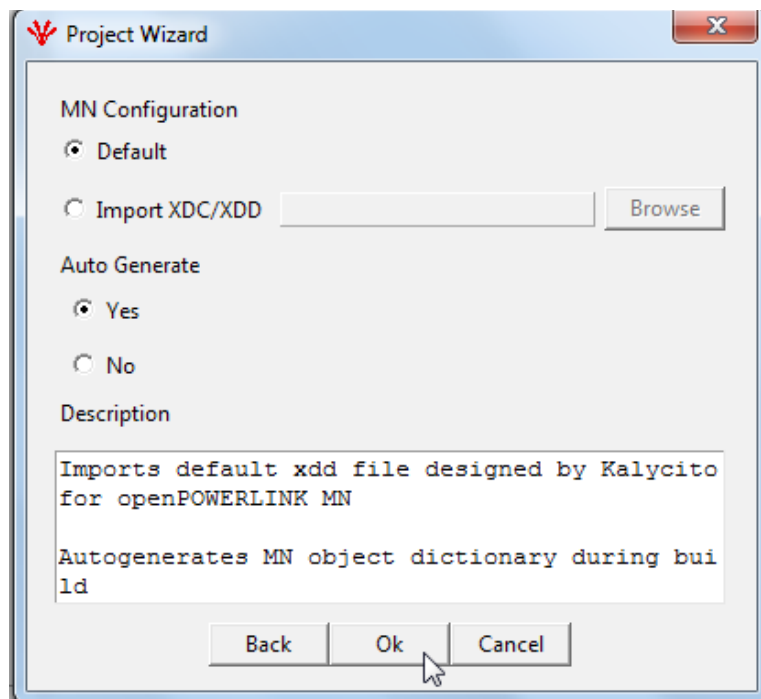 Project Wizard
MN Configuration
Default
Import XDC/XDD
Browse
Auto Generate
Yes
No
Description
Imports default xdd file designed by Kalycito
for openPOWERLINK MN
Autogenerates MN object dictionary during bui
ld
Back Ok Cancel